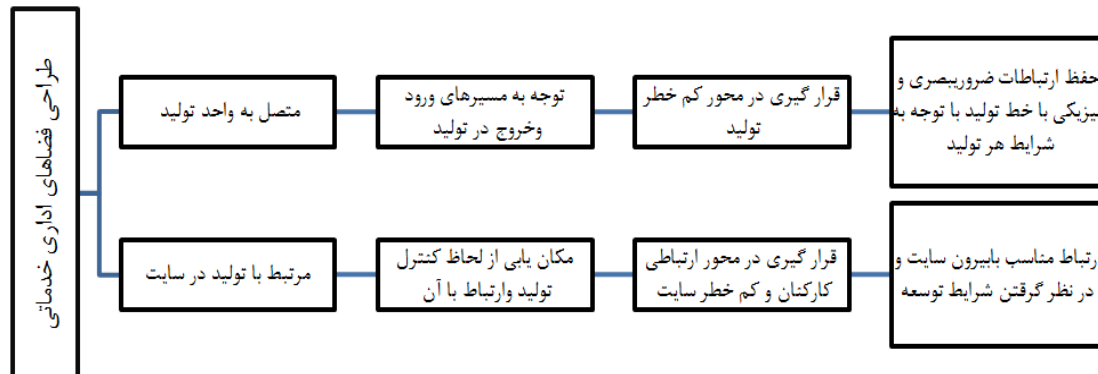 طراحی فضاهای اداری خدماتی
متصل به واحد تولید
توجه به مسیرهای ورود
وخروج در تولید
قرار گیری در محور کم خطر
تولید
حفظ ارتباطات ضروریبصری و
فیزیکی با خط تولید با توجه به
شرایط هر تولید
مرتبط با تولید در سایت
مکان یابی از لحاظ کنترل
تولید وارتباط با آن
قرار گیری در محور ارتباطی
کارکنان و کم خطر سایت
ارتباط مناسب بابیرون سایت و
در نظر گرقتن شرایط توسعه